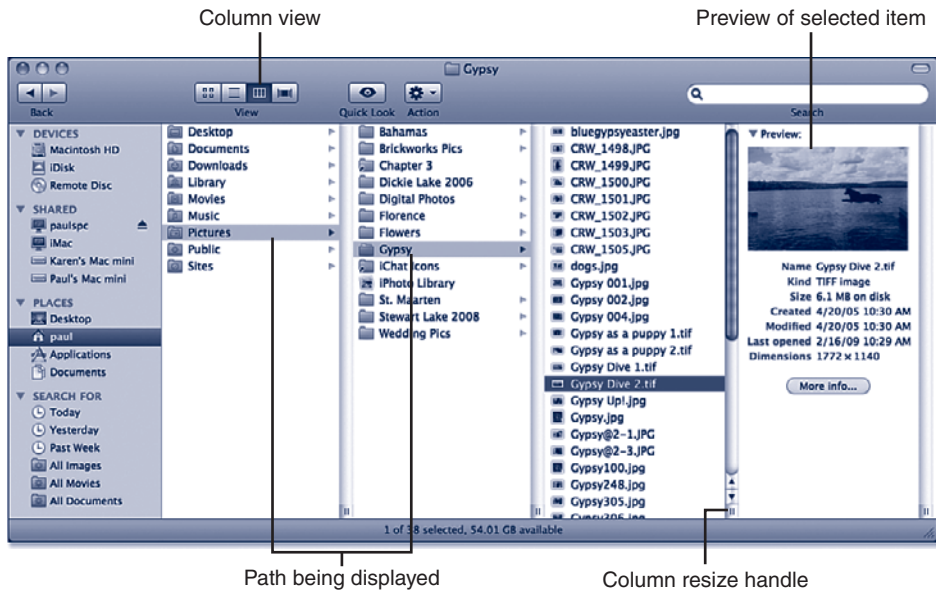 Column view
Preview of selected item
Gypsy
Back
View
Quick Look
Action
Search
DEVICES
Macintosh HD
iDisk
Remote Disc
SHARED
paulspc
iMac
Karen's Mac mini
Paul's Mac mini
PLACES
Desktop
paul
Applications
Documents
SEARCH FOR
Today
Yesterday
Past Week
All Images
All Movies
All Documents
Desktop
Documents
Downloads
Library
Movies
Music
Pictures
Public
Sites
Bahamas
Brickworks Pics
Chapter 3
Dickie Lake 2006
Digital Photos
Florence
Flowers
Gypsy
iChat Icons
iPhoto Library
St. Maarten
Stewart Lake 2008
Wedding Pics
bluegypsyeaster.jpg
CRW_1498.JPG
CRW_1499.JPG
CRW_1500.JPG
CRW_1501.JPG
CRW_1502.JPG
CRW_1503.JPG
CRW_1505.JPG
dogs.jpg
Gypsy 001.jpg
Gypsy 002.jpg
Gypsy 004.jpg
Gypsy as a puppy 1.tif
Gypsy as a puppy 2.tif
Gypsy Dive 1.tif
Gypsy Dive 2.tif
Gypsy Up!.jpg
Gypsy.jpg
Gypsy@2-1.JPG
Gypsy@2-3.JPG
Gypsy100.jpg
Gypsy248.jpg
Gypsy305.jpg
Gypsy306.jpg
Preview:
Name Gypsy Dive 2.tif
Kind TIFF image
Size 6.1 MB on disk
Created 4/20/05 10:30 AM
Modified 4/20/05 10:30 AM
Last opened 2/16/09 10:29 AM
Dimensions 1772 × 1140
More info...
1 of 38 selected, 54.01 GB available
Path being displayed
Column resize handle